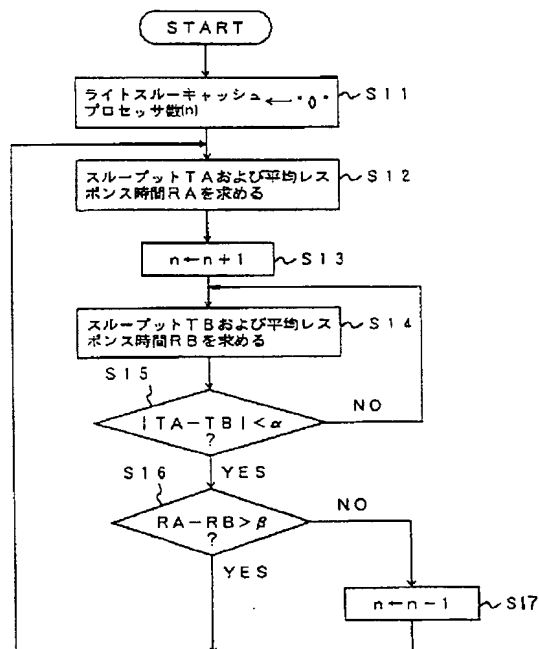 START
ライトスルーキャッシュ ← "0"
プロセッサ数(n)
S11
スループットTAおよび平均レス
ポンス時間RAを求める
S12
n←n+1
S13
スループットTBおよび平均レス
ポンス時間RBを求める
S14
S15
|TA-TB|<α
?
NO
YES
S16
RA-RB>β
?
NO
YES
n←n-1
S17